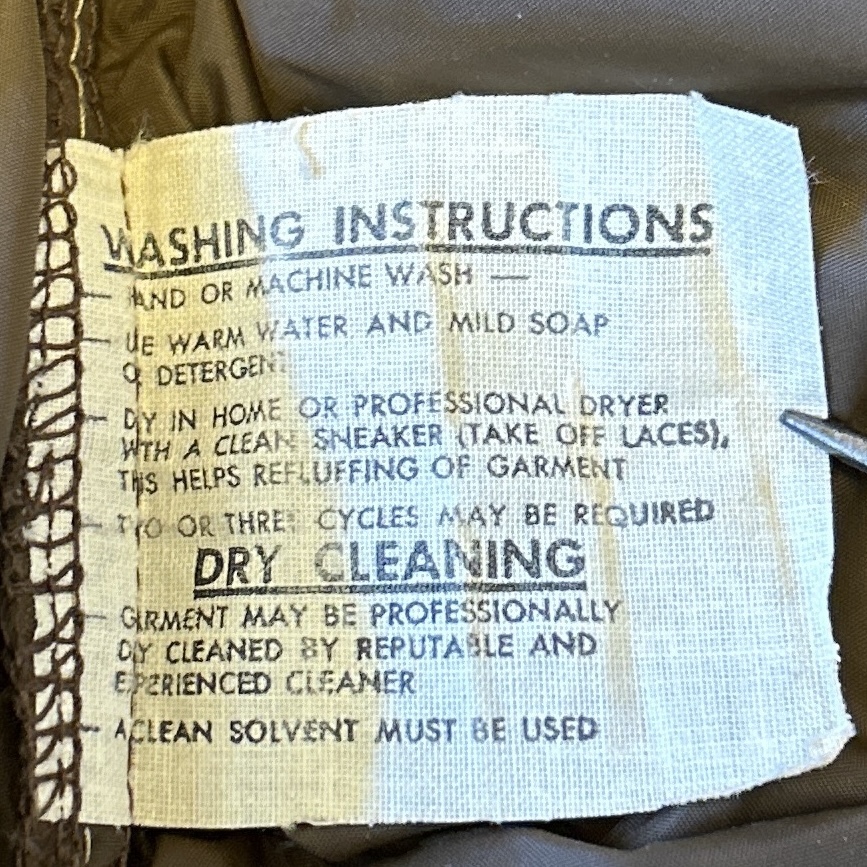 WASHING INSTRUCTIONS
— HAND OR MACHINE WASH —
— USE WARM WATER AND MILD SOAP
OR DETERGENT
— DRY IN HOME OR PROFESSIONAL DRYER
WITH A CLEAN SNEAKER (TAKE OFF LACES),
THIS HELPS REFLUFFING OF GARMENT
— TWO OR THREE CYCLES MAY BE REQUIRED
DRY CLEANING
— GARMENT MAY BE PROFESSIONALLY
DRY CLEANED BY REPUTABLE AND
EXPERIENCED CLEANER
— A CLEAN SOLVENT MUST BE USED